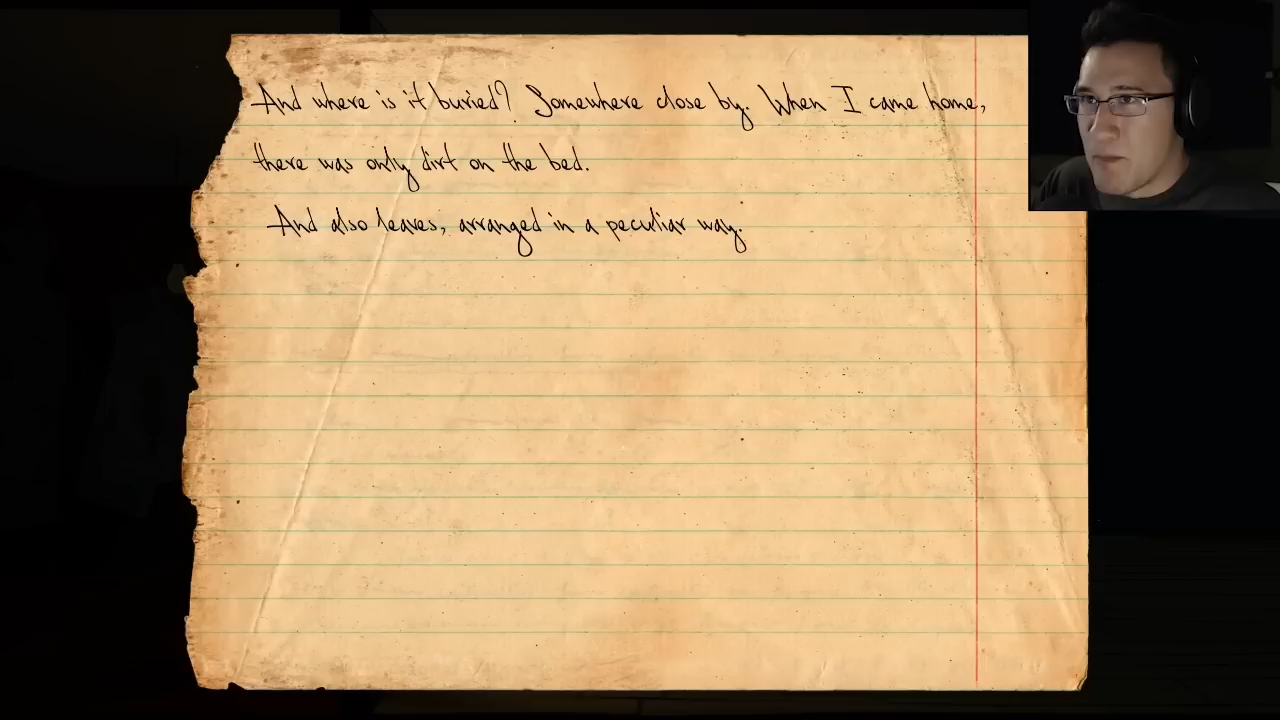 And where is it buried? Somewhere close by. When I came home,
there was only dirt on the bed.
And also leaves, arranged in a peculiar way.